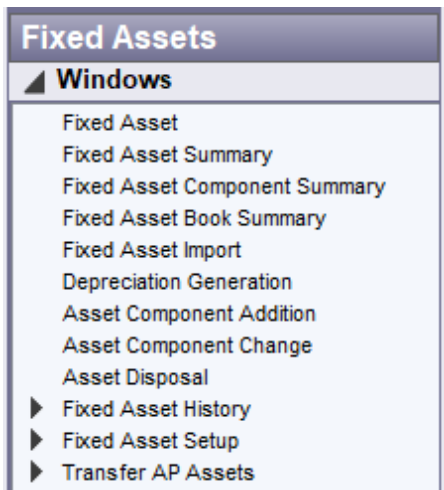 Fixed Assets
Windows
Fixed Asset
Fixed Asset Summary
Fixed Asset Component Summary
Fixed Asset Book Summary
Fixed Asset Import
Depreciation Generation
Asset Component Addition
Asset Component Change
Asset Disposal
Fixed Asset History
Fixed Asset Setup
Transfer AP Assets